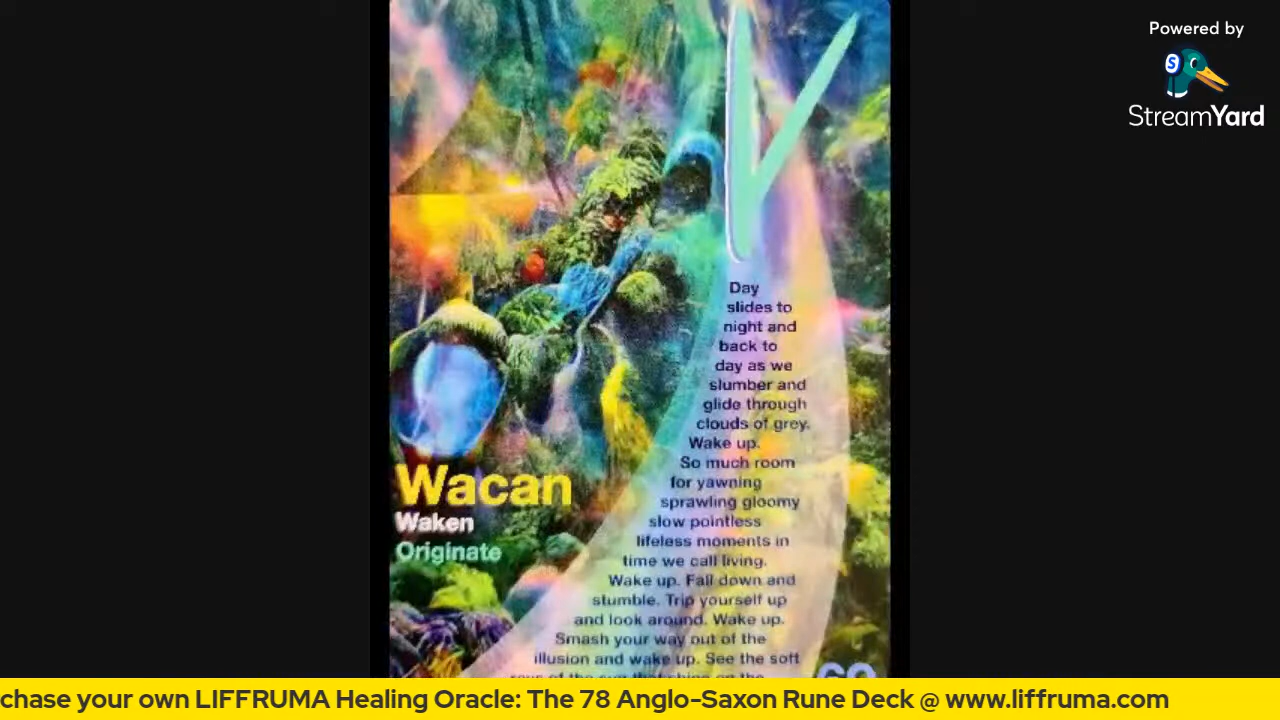 Powered by
StreamYard
Day
slides to
night and
back to
day as we
slumber and
glide through
clouds of grey.
Wake up.
So much room
for yawning
sprawling gloomy
slow pointless
lifeless moments in
time we call living.
Wake up. Fall down and
stumble. Trip yourself up
and look around. Wake up.
Smash your way out of the
illusion and wake up. See the soft
Wacan
Waken
Originate
chase your own LIFFRUMA Healing Oracle: The 78 Anglo-Saxon Rune Deck @ www.liffruma.com